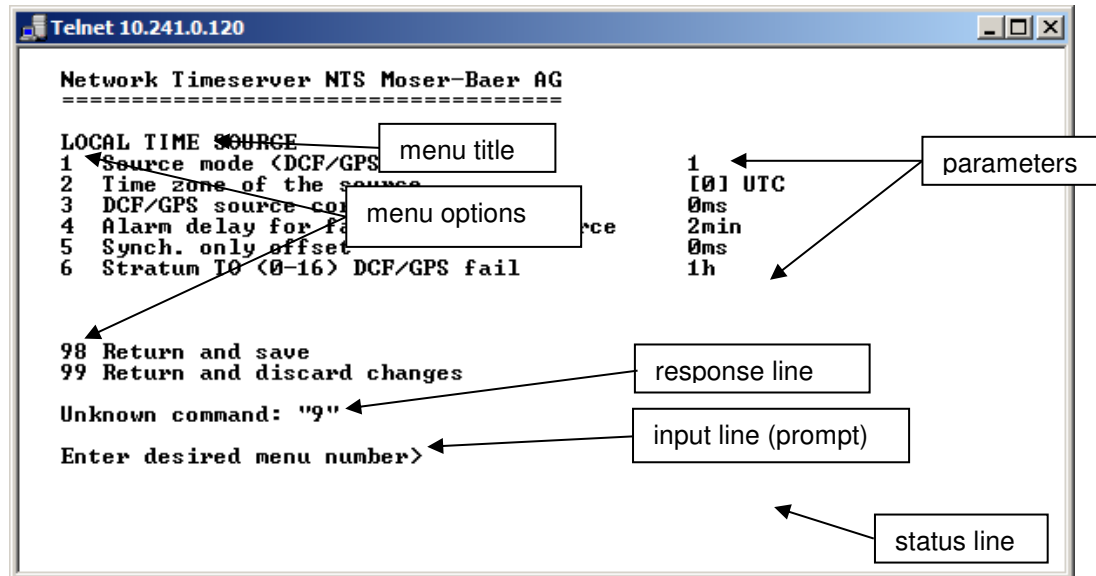 Telnet 10.241.0.120
Network Timeserver NTS Moser-Baer AG
====================================
LOCAL TIME SOURCE
menu title
1 Source mode (DCF/GPS 1
parameters
2 Time zone of the source [0] UTC
3 DCF/GPS source 0ms
menu options
4 Alarm delay for 2min
5 Synch. only offset 0ms
6 Stratum TO (0-16) DCF/GPS fail 1h
98 Return and save
99 Return and discard changes
response line
Unknown command: "9"
input line (prompt)
Enter desired menu number>
status line